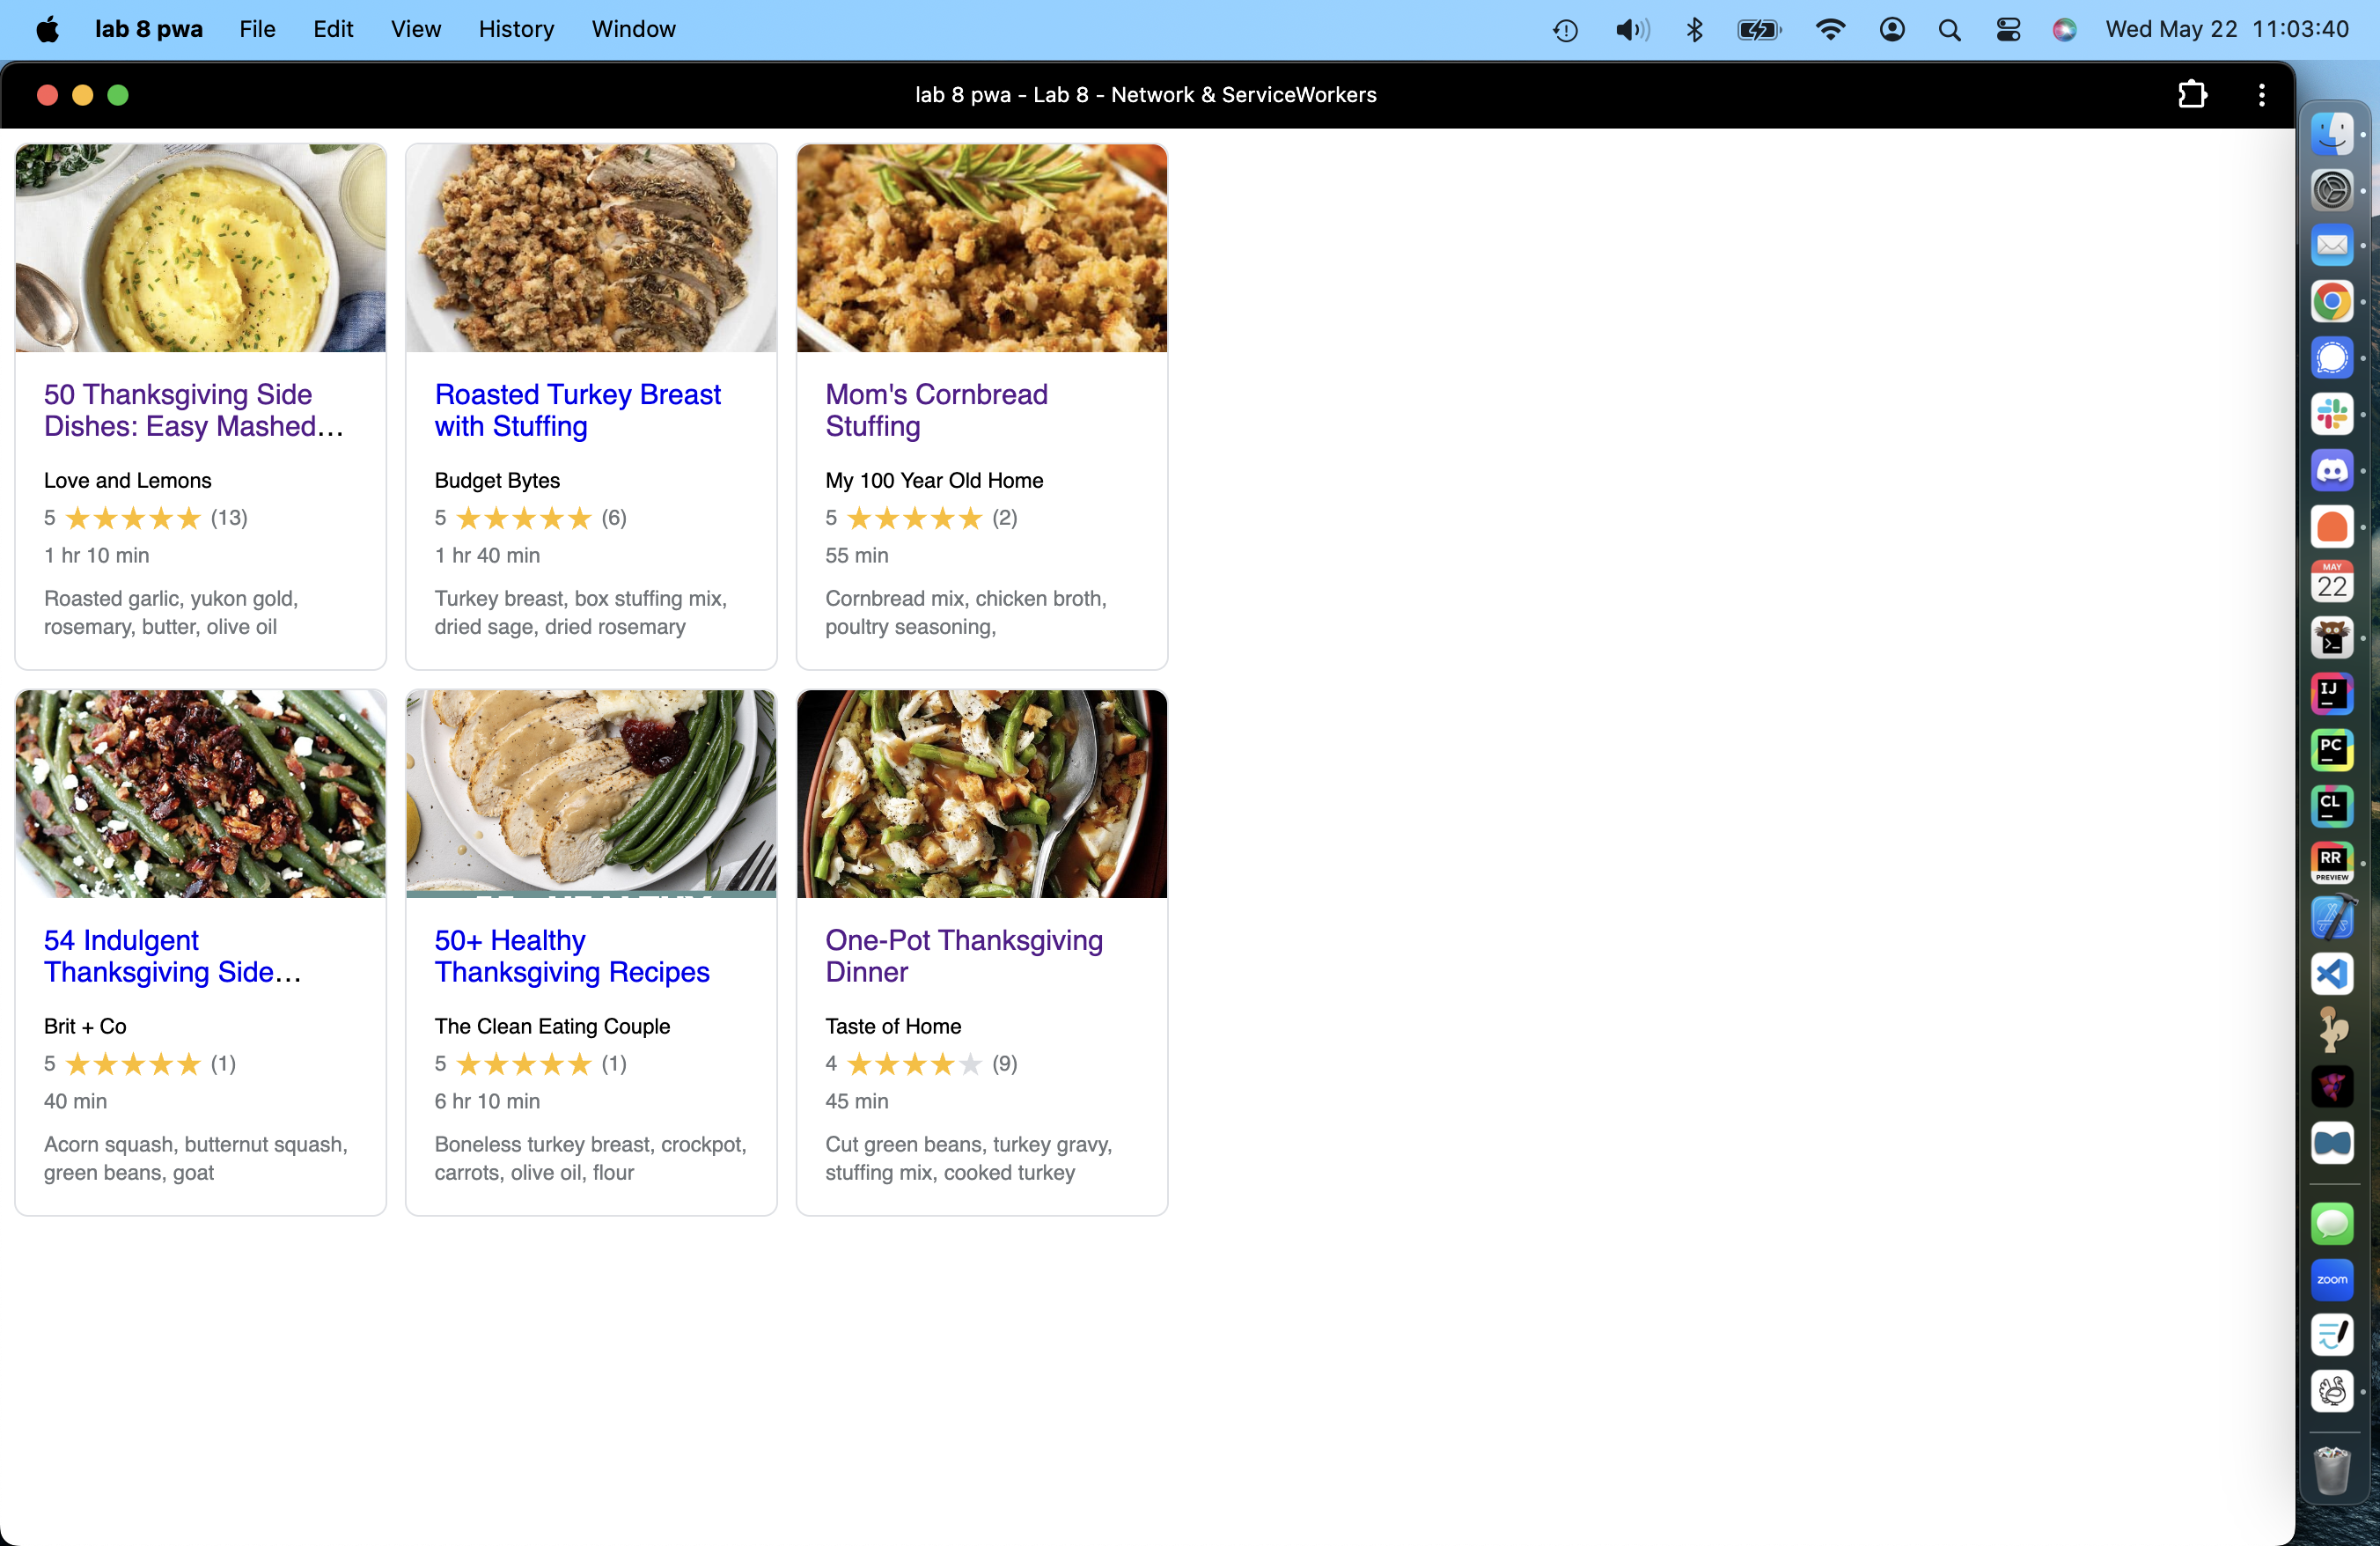 lab 8 pwa File Edit View History Window Wed May 22 11:03:40
lab 8 pwa - Lab 8 - Network & ServiceWorkers
50 Thanksgiving Side
Dishes: Easy Mashed...
Love and Lemons
5 (13)
1 hr 10 min
Roasted garlic, yukon gold,
rosemary, butter, olive oil
Roasted Turkey Breast
with Stuffing
Budget Bytes
5 (6)
1 hr 40 min
Turkey breast, box stuffing mix,
dried sage, dried rosemary
Mom's Cornbread
Stuffing
My 100 Year Old Home
5 (2)
55 min
Cornbread mix, chicken broth,
poultry seasoning,
54 Indulgent
Thanksgiving Side...
Brit + Co
5 (1)
40 min
Acorn squash, butternut squash,
green beans, goat
50+ Healthy
Thanksgiving Recipes
The Clean Eating Couple
5 (1)
6 hr 10 min
Boneless turkey breast, crockpot,
carrots, olive oil, flour
One-Pot Thanksgiving
Dinner
Taste of Home
4 (9)
45 min
Cut green beans, turkey gravy,
stuffing mix, cooked turkey
MAY
22
IJ
PC
CL
RR
PREVIEW
zoom